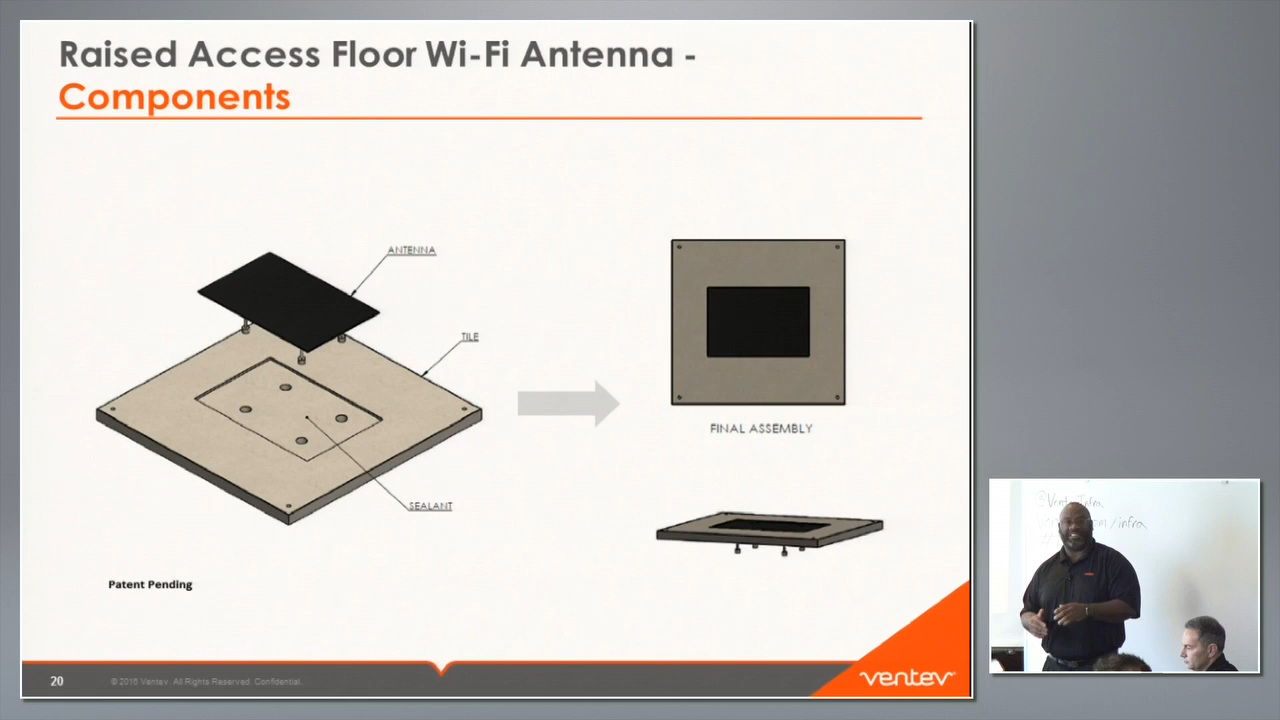 Raised Access Floor Wi-Fi Antenna -
Components
ANTENNA
TILE
SEALANT
FINAL ASSEMBLY
Patent Pending
20
© 2016 Ventev. All Rights Reserved. Confidential.
ventev
/infra